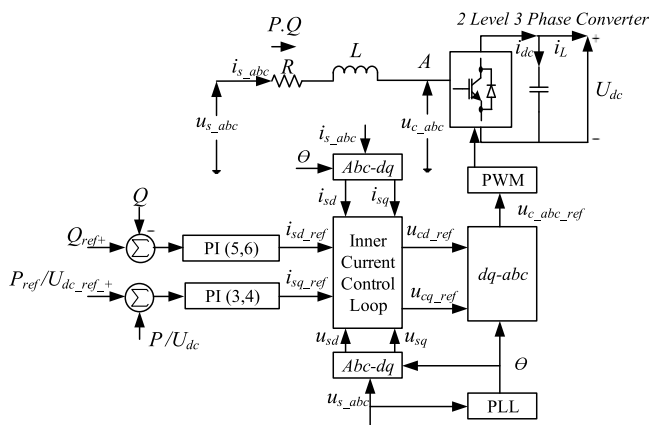 2 Level 3 Phase Converter
P.Q
i_s_abc
R
L
A
i_dc
i_L
+
U_dc
−
u_s_abc
u_c_abc
i_s_abc
Θ
Abc-dq
PWM
i_sd
i_sq
u_c_abc_ref
Q
−
Q_ref+
Σ
PI (5,6)
i_sd_ref
Inner
Current
Control
Loop
u_cd_ref
dq-abc
P_ref/U_dc_ref_+
Σ
PI (3,4)
i_sq_ref
u_cq_ref
+
P/U_dc
u_sd
u_sq
Abc-dq
Θ
u_s_abc
PLL